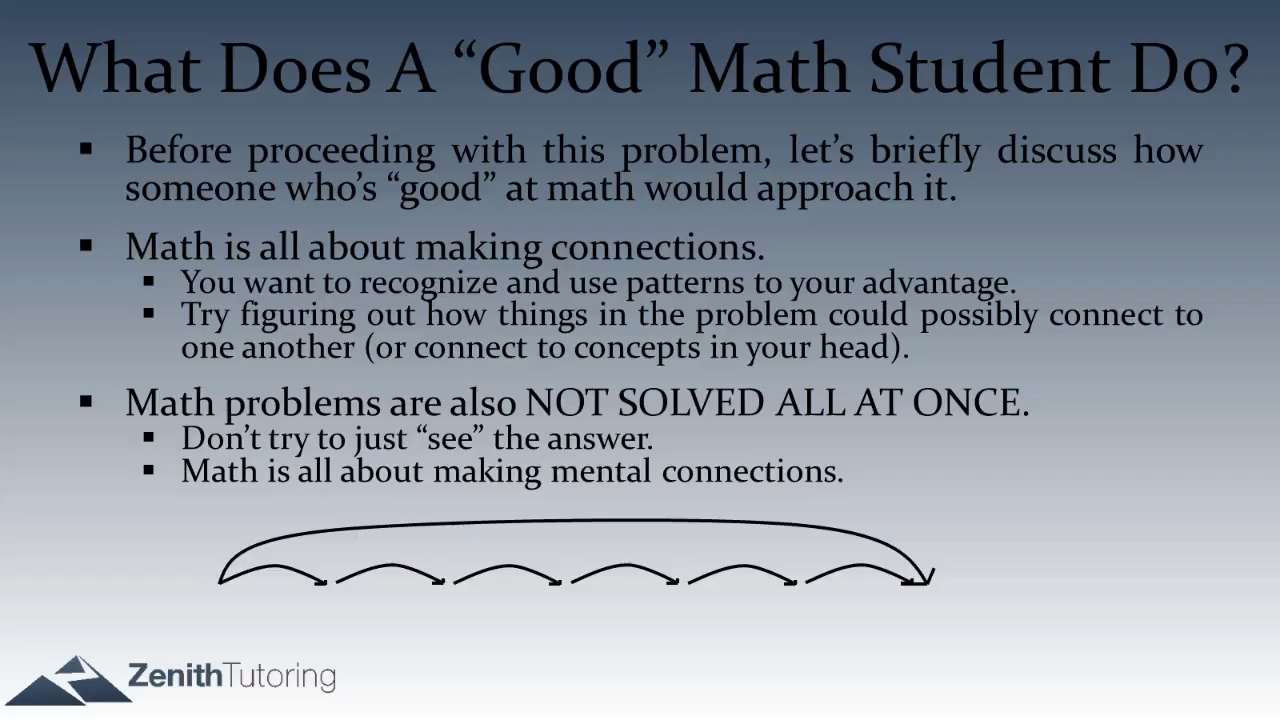 What Does A “Good” Math Student Do?
▪ Before proceeding with this problem, let’s briefly discuss how
someone who’s “good” at math would approach it.
▪ Math is all about making connections.
▪ You want to recognize and use patterns to your advantage.
▪ Try figuring out how things in the problem could possibly connect to
one another (or connect to concepts in your head).
▪ Math problems are also NOT SOLVED ALL AT ONCE.
▪ Don’t try to just “see” the answer.
▪ Math is all about making mental connections.
ZenithTutoring